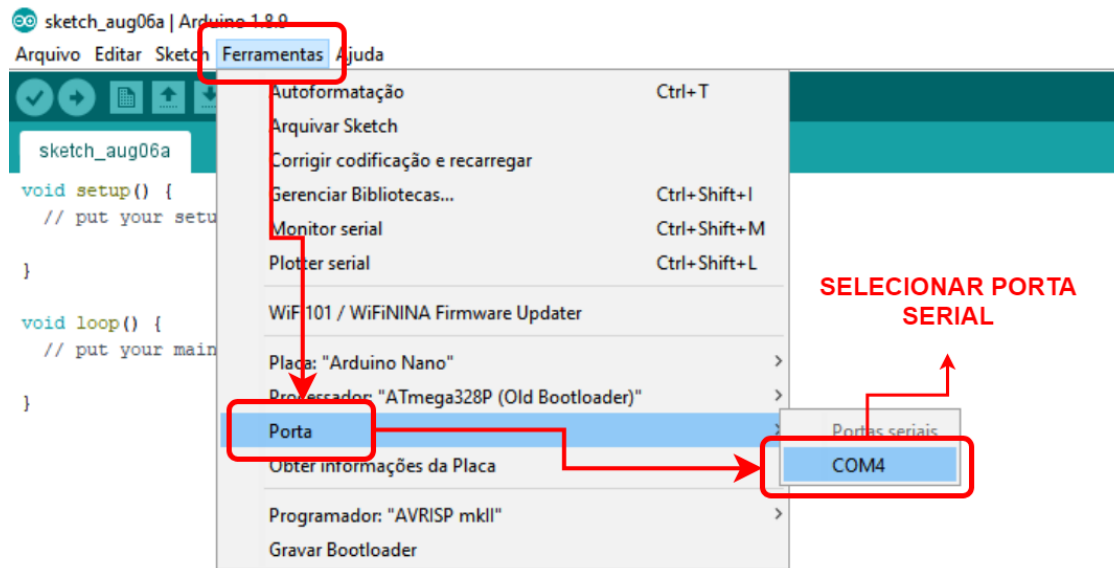 sketch_aug06a | Arduino 1.8.9
Arquivo Editar Sketch Ferramentas Ajuda
Autoformatação Ctrl+T
Arquivar Sketch
sketch_aug06a
Corrigir codificação e recarregar
void setup() {
Gerenciar Bibliotecas... Ctrl+Shift+I
// put your setu
Monitor serial Ctrl+Shift+M
}
Plotter serial Ctrl+Shift+L
SELECIONAR PORTA
SERIAL
WiFi101 / WiFiNINA Firmware Updater
void loop() {
// put your main
Placa: "Arduino Nano"
Processador: "ATmega328P (Old Bootloader)"
}
Porta
Portas seriais
COM4
Obter informações da Placa
Programador: "AVRISP mkII"
Gravar Bootloader